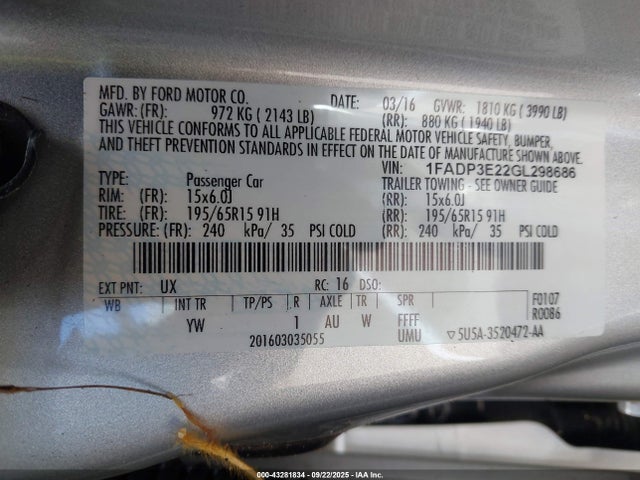 MFD. BY FORD MOTOR CO. DATE: 03/16 GVWR: 1810 KG ( 3990 LB)
GAWR: (FR): 972 KG ( 2143 LB) (RR): 880 KG ( 1940 LB)
THIS VEHICLE CONFORMS TO ALL APPLICABLE FEDERAL MOTOR VEHICLE SAFETY, BUMPER,
AND THEFT PREVENTION STANDARDS IN EFFECT ON THE DATE OF MANUFACTURE SHOWN ABOVE.
VIN: 1FADP3E22GL298686
TYPE: Passenger Car TRAILER TOWING - SEE OWNER GUIDE
RIM: (FR): 15x6.0J (RR): 15x6.0J
TIRE: (FR): 195/65R15 91H (RR): 195/65R15 91H
PRESSURE: (FR): 240 kPa/ 35 PSI COLD (RR): 240 kPa/ 35 PSI COLD
EXT PNT: UX RC: 16 DSO:
WB INT TR TP/PS R AXLE TR SPR F0107
YW 1 AU W FFFF R0086
201603035055 UMU ▽5U5A-3520472-AA
000-43281834 09/22/2025 IAA Inc.